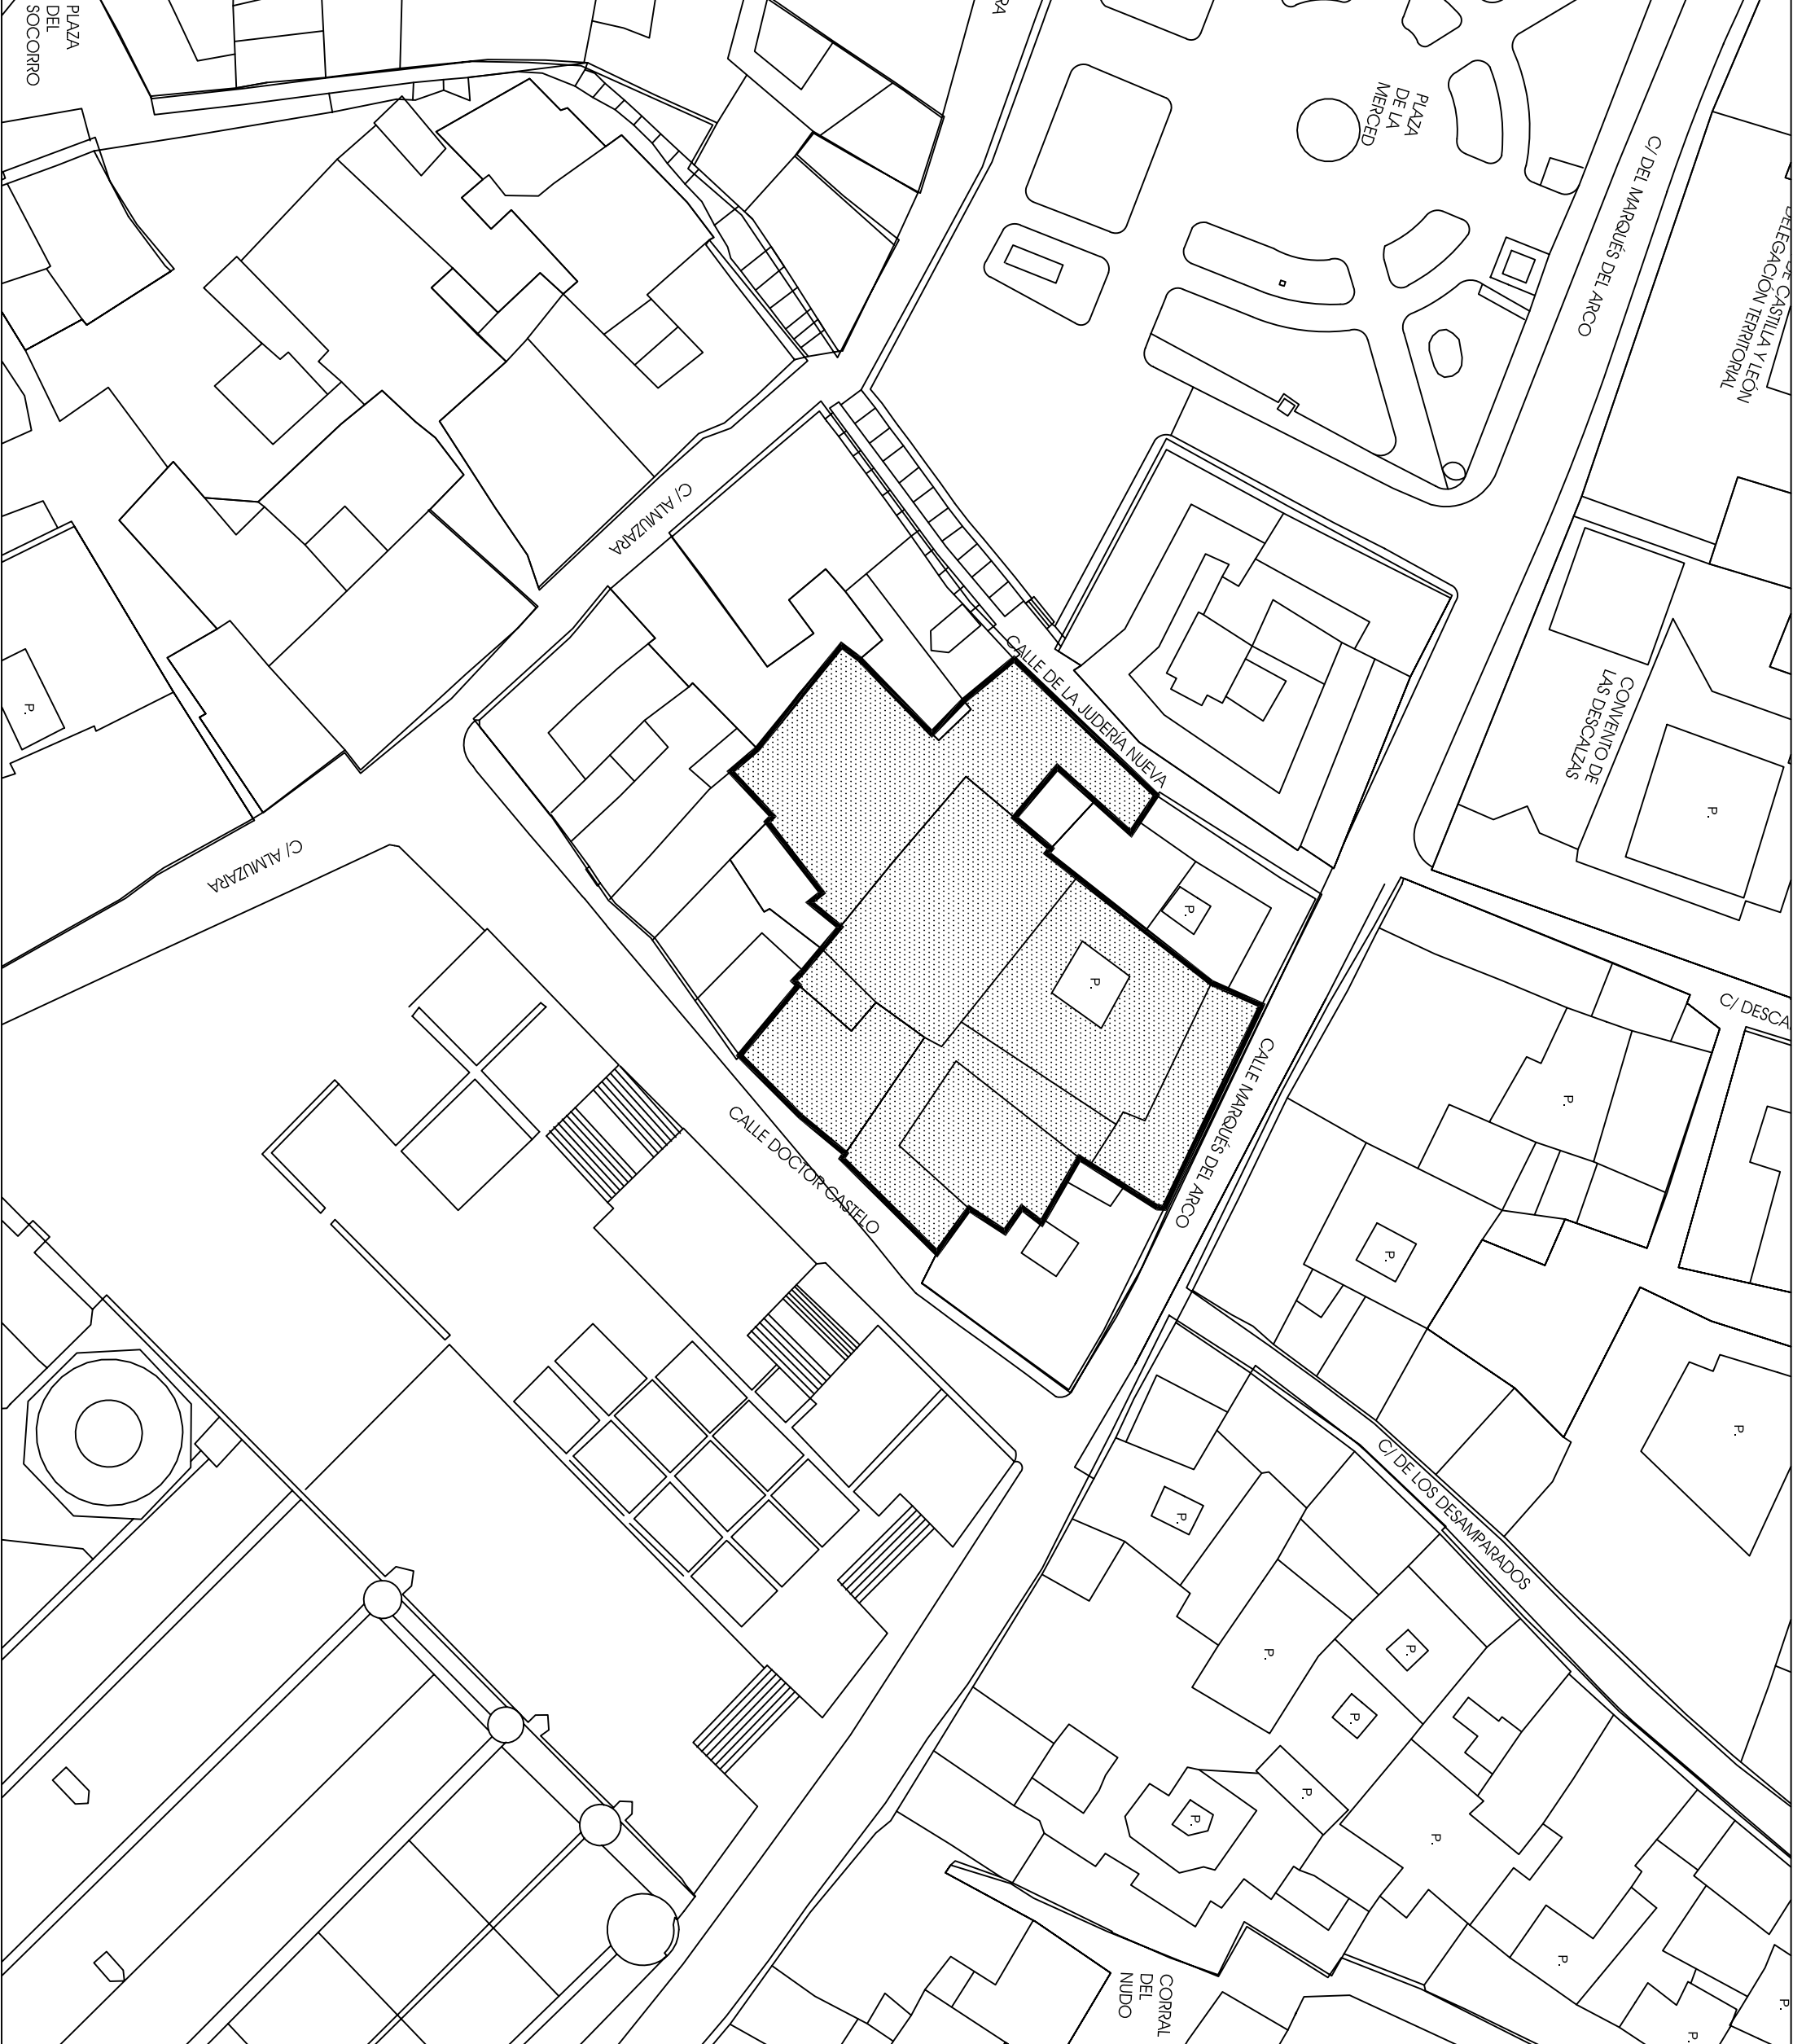 PLAZA
DEL
SOCORRO
RA
PLAZA
DE LA
MERCED
C/ DEL MARQUÉS DEL ARCO
DE CASTILLA Y LEÓN
DELEGACIÓN TERRITORIAL
C/ ALMUZARA
CALLE DE LA JUDERÍA NUEVA
CONVENTO DE
LAS DESCALZAS
P.
P.
P.
C/ ALMUZARA
P.
C/ DESCA
CALLE MARQUÉS DEL ARCO
P.
CALLE DOCTOR CASTELO
P.
P.
C/ DE LOS DESAMPARADOS
P.
P.
P.
P.
P.
P.
P.
P.
CORRAL
DEL
NUDO
P.
P.